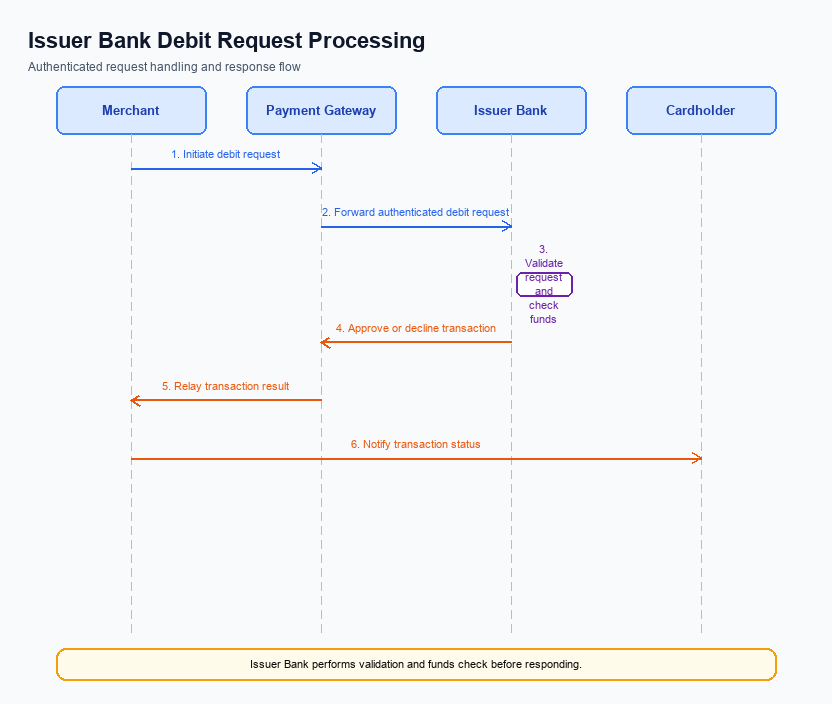 Issuer Bank Debit Request Processing
Authenticated request handling and response flow
Merchant
Payment Gateway
Issuer Bank
Cardholder
1. Initiate debit request
2. Forward authenticated debit request
3.
Validate
request
and
check
funds
4. Approve or decline transaction
5. Relay transaction result
6. Notify transaction status
Issuer Bank performs validation and funds check before responding.